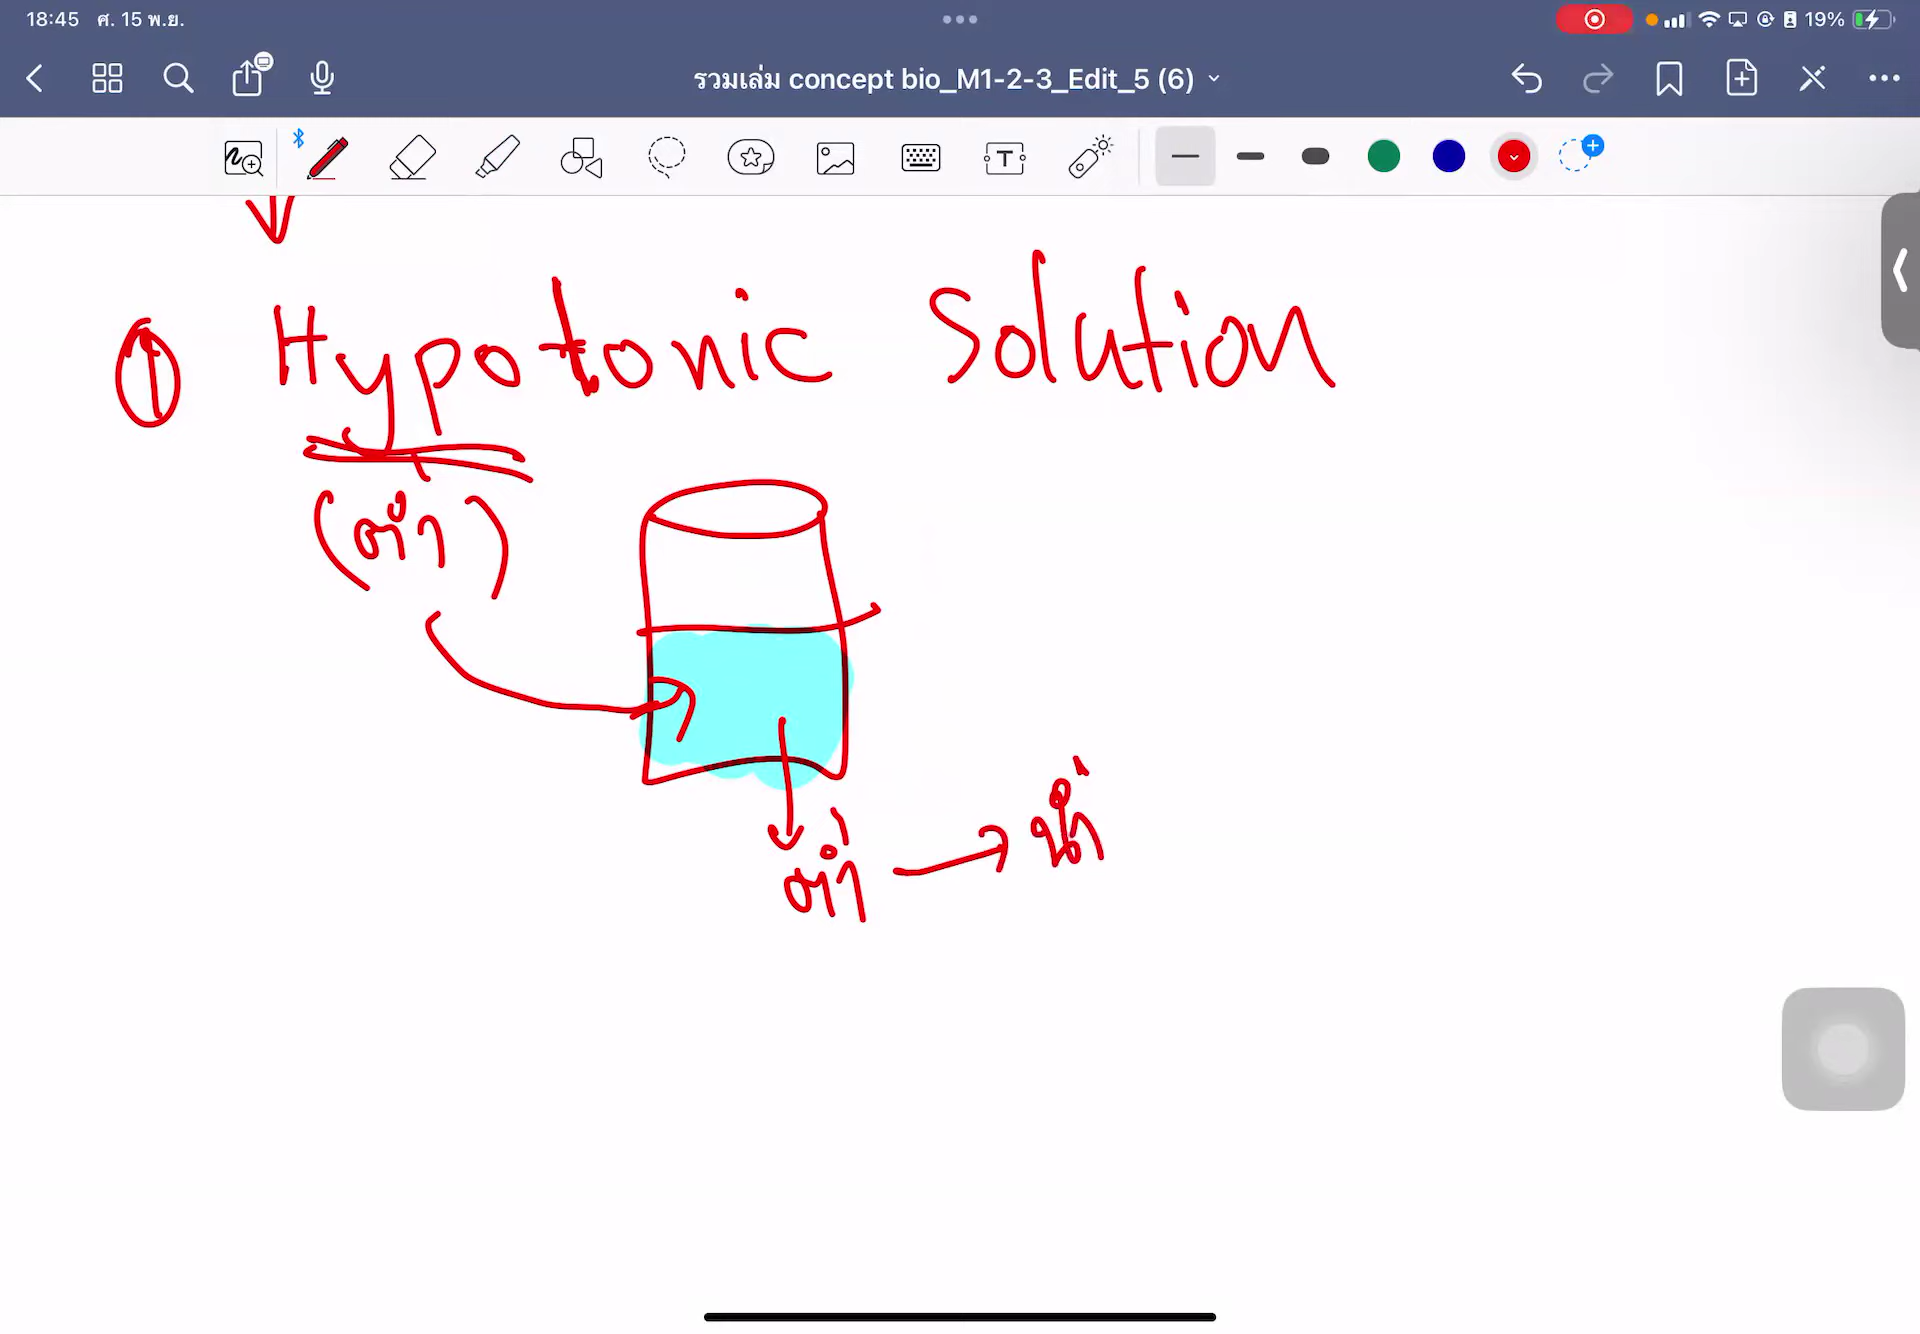 18:45 ศ. 15 พ.ย.
19%
รวมเล่ม concept bio_M1-2-3_Edit_5 (6)
T
① Hypotonic Solution
(ต่ำ)
ต่ำ → น้ำ